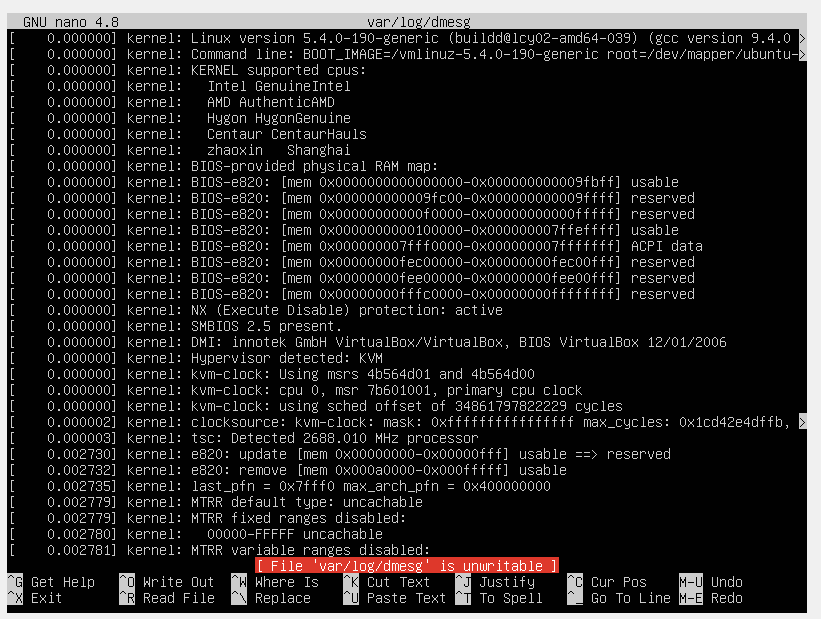 GNU nano 4.8 var/log/dmesg
[ 0.000000] kernel: Linux version 5.4.0-190-generic (buildd@lcy02-amd64-039) (gcc version 9.4.0 >
[ 0.000000] kernel: Command line: BOOT_IMAGE=/vmlinuz-5.4.0-190-generic root=/dev/mapper/ubuntu->
[ 0.000000] kernel: KERNEL supported cpus:
[ 0.000000] kernel:   Intel GenuineIntel
[ 0.000000] kernel:   AMD AuthenticAMD
[ 0.000000] kernel:   Hygon HygonGenuine
[ 0.000000] kernel:   Centaur CentaurHauls
[ 0.000000] kernel:   zhaoxin   Shanghai
[ 0.000000] kernel: BIOS-provided physical RAM map:
[ 0.000000] kernel: BIOS-e820: [mem 0x0000000000000000-0x000000000009fbff] usable
[ 0.000000] kernel: BIOS-e820: [mem 0x000000000009fc00-0x000000000009ffff] reserved
[ 0.000000] kernel: BIOS-e820: [mem 0x00000000000f0000-0x00000000000fffff] reserved
[ 0.000000] kernel: BIOS-e820: [mem 0x0000000000100000-0x000000007ffeffff] usable
[ 0.000000] kernel: BIOS-e820: [mem 0x000000007fff0000-0x000000007fffffff] ACPI data
[ 0.000000] kernel: BIOS-e820: [mem 0x00000000fec00000-0x00000000fec00fff] reserved
[ 0.000000] kernel: BIOS-e820: [mem 0x00000000fee00000-0x00000000fee00fff] reserved
[ 0.000000] kernel: BIOS-e820: [mem 0x00000000fffc0000-0x00000000ffffffff] reserved
[ 0.000000] kernel: NX (Execute Disable) protection: active
[ 0.000000] kernel: SMBIOS 2.5 present.
[ 0.000000] kernel: DMI: innotek GmbH VirtualBox/VirtualBox, BIOS VirtualBox 12/01/2006
[ 0.000000] kernel: Hypervisor detected: KVM
[ 0.000000] kernel: kvm-clock: Using msrs 4b564d01 and 4b564d00
[ 0.000000] kernel: kvm-clock: cpu 0, msr 7b601001, primary cpu clock
[ 0.000000] kernel: kvm-clock: using sched offset of 34861797822229 cycles
[ 0.000002] kernel: clocksource: kvm-clock: mask: 0xffffffffffffffff max_cycles: 0x1cd42e4dffb, >
[ 0.000003] kernel: tsc: Detected 2688.010 MHz processor
[ 0.002730] kernel: e820: update [mem 0x00000000-0x00000fff] usable ==> reserved
[ 0.002732] kernel: e820: remove [mem 0x000a0000-0x000fffff] usable
[ 0.002735] kernel: last_pfn = 0x7fff0 max_arch_pfn = 0x400000000
[ 0.002779] kernel: MTRR default type: uncachable
[ 0.002779] kernel: MTRR fixed ranges disabled:
[ 0.002780] kernel:   00000-FFFFF uncachable
[ 0.002781] kernel: MTRR variable ranges disabled:
[ File 'var/log/dmesg' is unwritable ]
^G Get Help ^O Write Out ^W Where Is ^K Cut Text ^J Justify ^C Cur Pos M-U Undo
^X Exit ^R Read File ^\ Replace ^U Paste Text ^T To Spell ^_ Go To Line M-E Redo